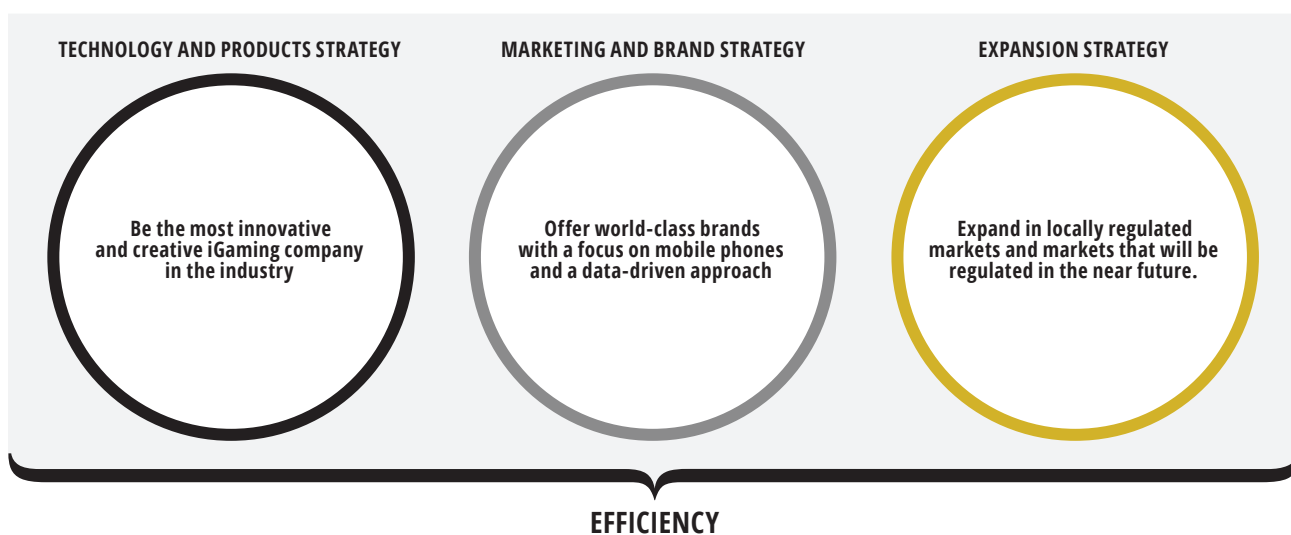 TECHNOLOGY AND PRODUCTS STRATEGY
Be the most innovative
and creative iGaming company
in the industry
MARKETING AND BRAND STRATEGY
Offer world-class brands
with a focus on mobile phones
and a data-driven approach
EXPANSION STRATEGY
Expand in locally regulated
markets and markets that will be
regulated in the near future.
EFFICIENCY